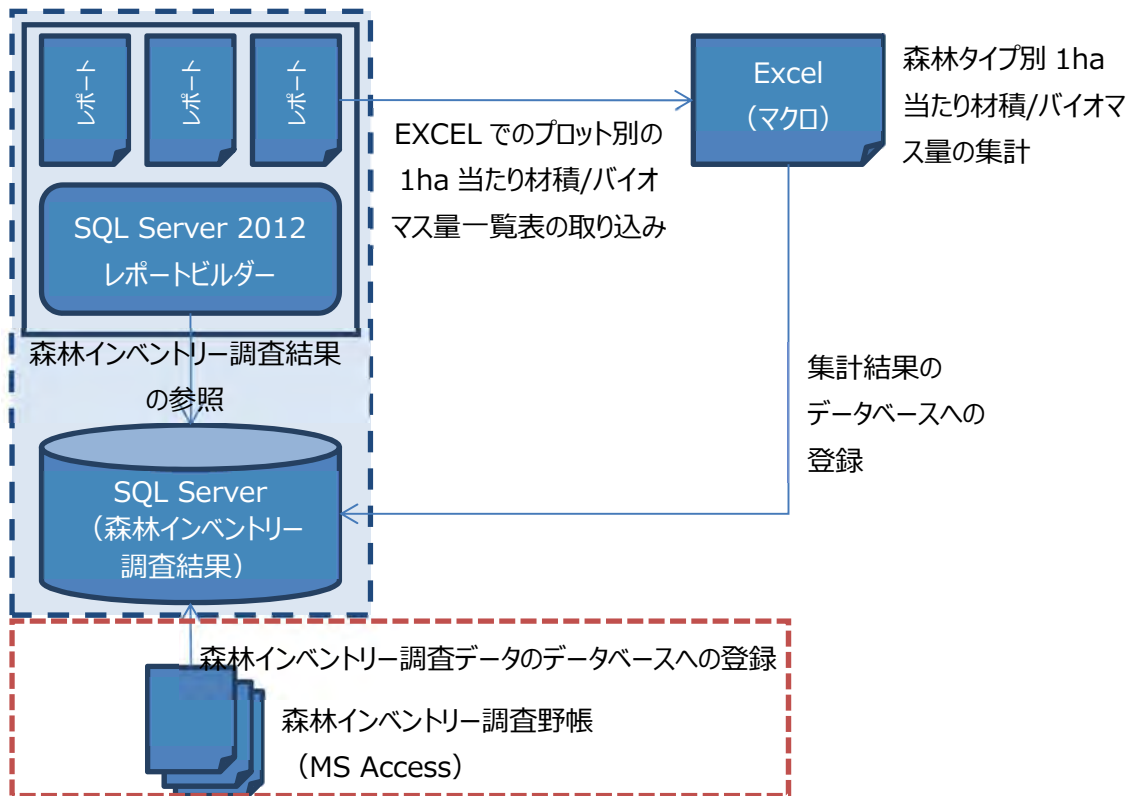 レポート
レポート
レポート
SQL Server 2012
レポートビルダー
Excel
（マクロ）
森林タイプ別 1ha
当たり材積/バイオマ
ス量の集計
EXCEL でのプロット別の
1ha 当たり材積/バイオ
マス量一覧表の取り込み
森林インベントリー調査結果
の参照
集計結果の
データベースへの
登録
SQL Server
（森林インベントリー
調査結果）
森林インベントリー調査データのデータベースへの登録
森林インベントリー調査野帳
（MS Access）